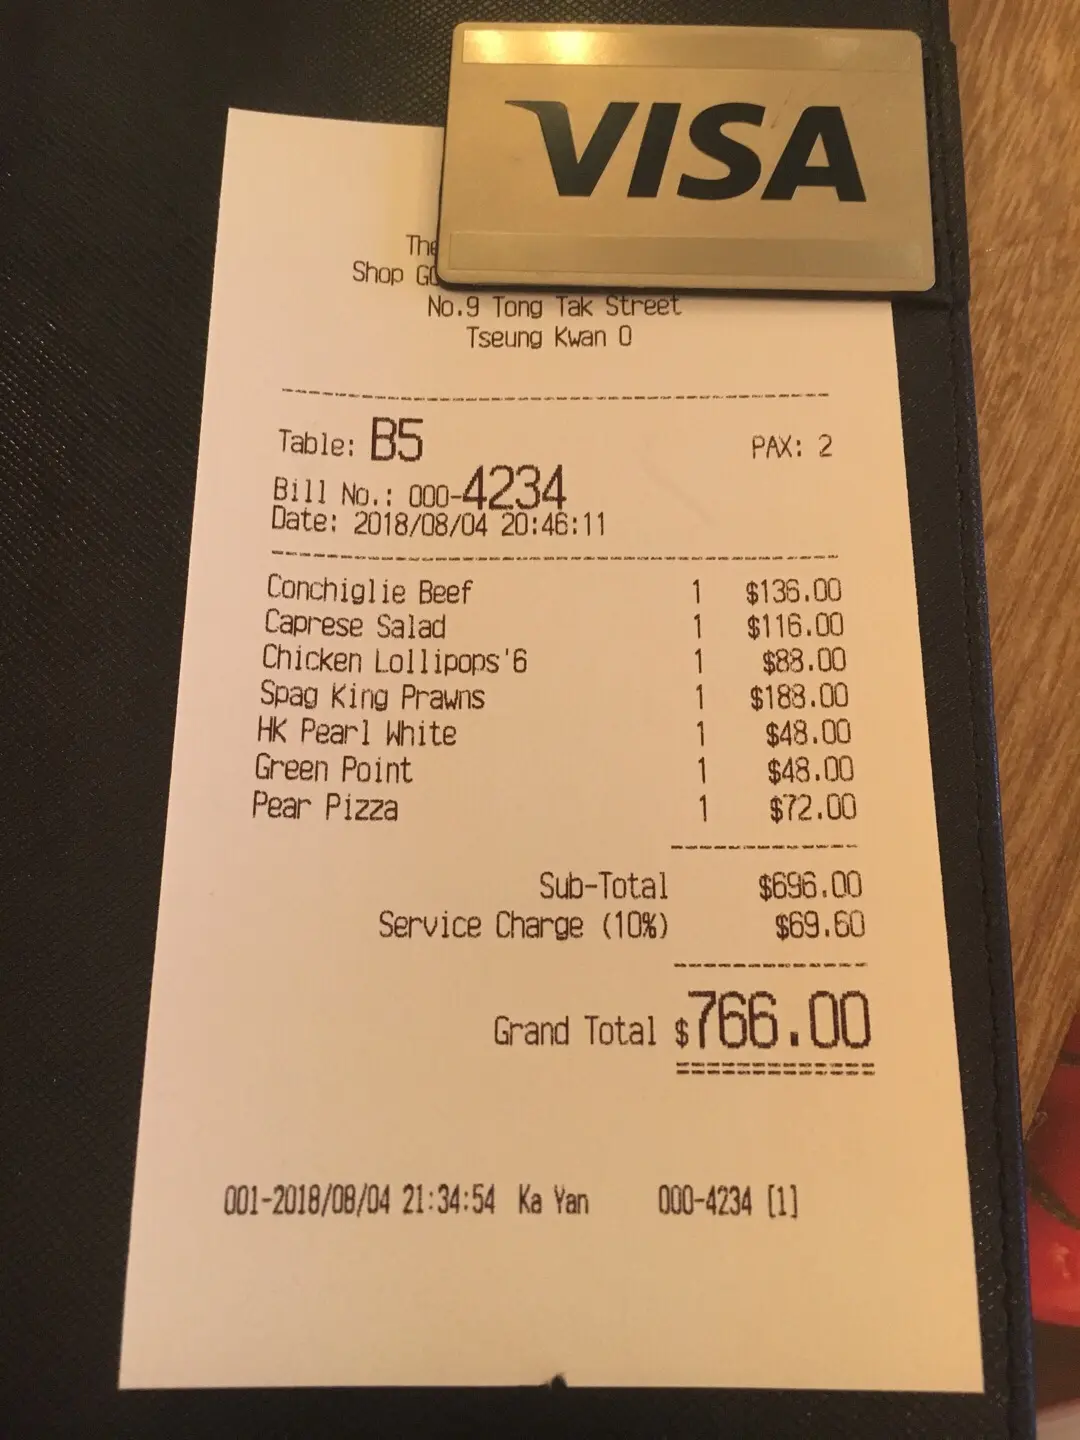 VISA
The
Shop
No.9 Tong Tak Street
Tseung Kwan O
Table: B5 PAX: 2
Bill No.: 000-4234
Date: 2018/08/04 20:46:11
Conchiglie Beef 1 $136.00
Caprese Salad 1 $116.00
Chicken Lollipops'6 1 $88.00
Spag King Prawns 1 $188.00
HK Pearl White 1 $48.00
Green Point 1 $48.00
Pear Pizza 1 $72.00
Sub-Total $696.00
Service Charge (10%) $69.60
Grand Total $766.00
001-2018/08/04 21:34:54 Ka Yan 000-4234 [1]